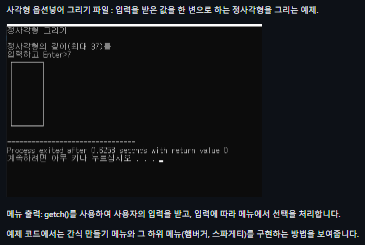 사각형 옵션넣어 그리기 파일 : 입력을 받은 값을 한 변으로 하는 정사각형을 그리는 예제.
정사각형 그리기
정사각형의 길이(최대 37)를
입력하고 Enter>7
--------------------------------
Process exited after 0.6258 seconds with return value 0
계속하려면 아무 키나 누르십시오 . . .
메뉴 출력: getch()를 사용하여 사용자의 입력을 받고, 입력에 따라 메뉴에서 선택을 처리합니다.
예제 코드에서는 간식 만들기 메뉴와 그 하위 메뉴(햄버거, 스파게티)를 구현하는 방법을 보여줍니다.